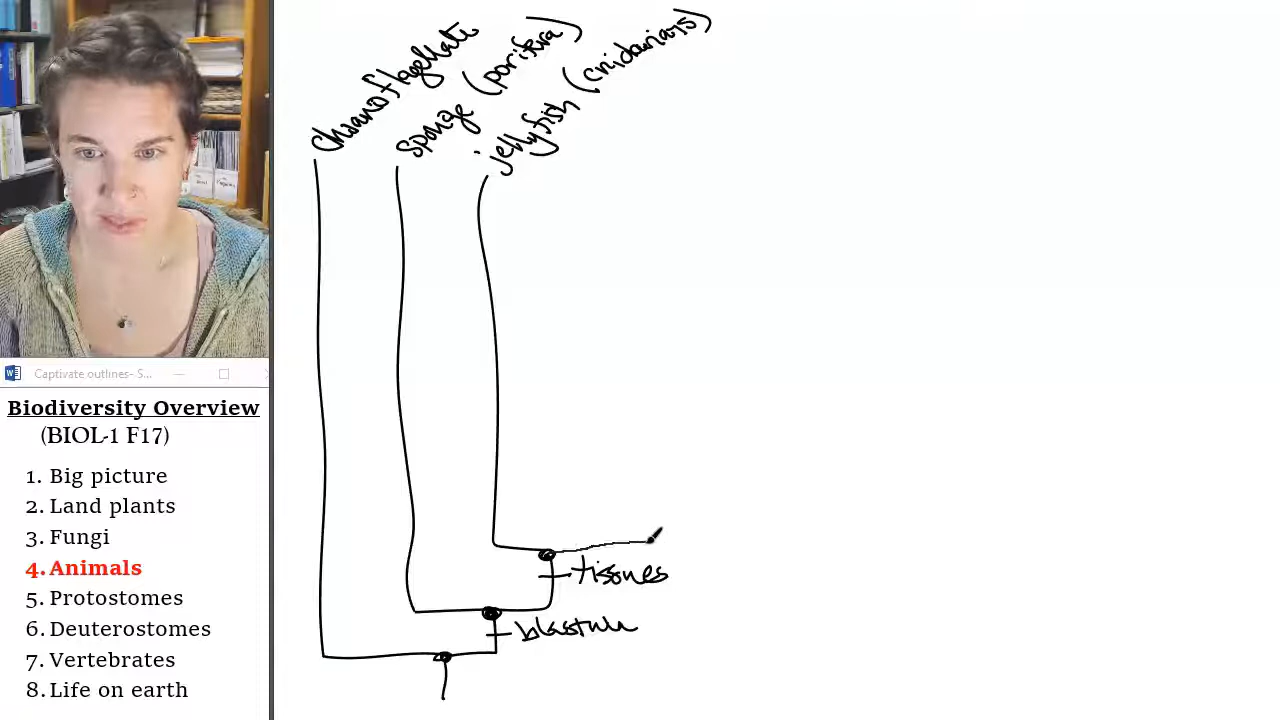 choanoflagellate
sponge (porifera)
jellyfish (cnidarians)
tissues
blastula
Captivate outlines- S...
Biodiversity Overview
(BIOL-1 F17)
1. Big picture
2. Land plants
3. Fungi
4. Animals
5. Protostomes
6. Deuterostomes
7. Vertebrates
8. Life on earth